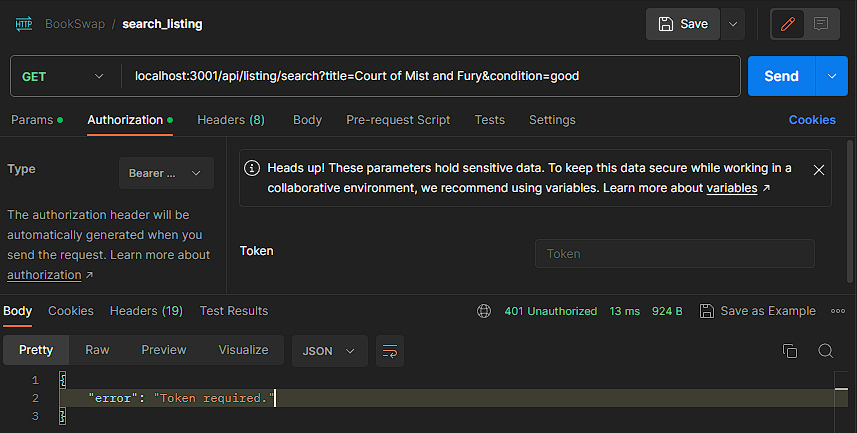 HTTP BookSwap / search_listing Save
GET localhost:3001/api/listing/search?title=Court of Mist and Fury&condition=good Send
Params Authorization Headers (8) Body Pre-request Script Tests Settings Cookies
Type Bearer ...
The authorization header will be
automatically generated when you
send the request. Learn more about
authorization ↗
Heads up! These parameters hold sensitive data. To keep this data secure while working in a
collaborative environment, we recommend using variables. Learn more about variables ↗
Token Token
Body Cookies Headers (19) Test Results 401 Unauthorized 13 ms 924 B Save as Example
Pretty Raw Preview Visualize JSON
1 {
2 "error": "Token required."
3 }